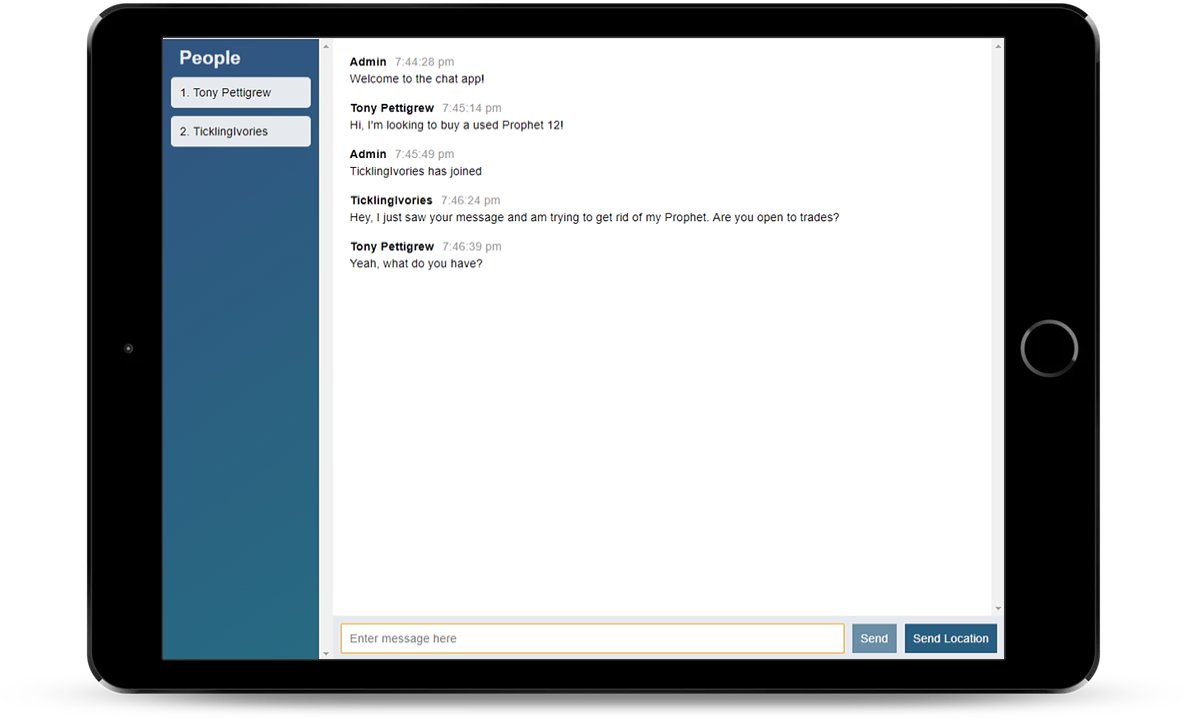 People
1. Tony Pettigrew
2. TicklingIvories
Admin 7:44:28 pm
Welcome to the chat app!
Tony Pettigrew 7:45:14 pm
Hi, I'm looking to buy a used Prophet 12!
Admin 7:45:49 pm
TicklingIvories has joined
TicklingIvories 7:46:24 pm
Hey, I just saw your message and am trying to get rid of my Prophet. Are you open to trades?
Tony Pettigrew 7:46:39 pm
Yeah, what do you have?
Enter message here
Send
Send Location